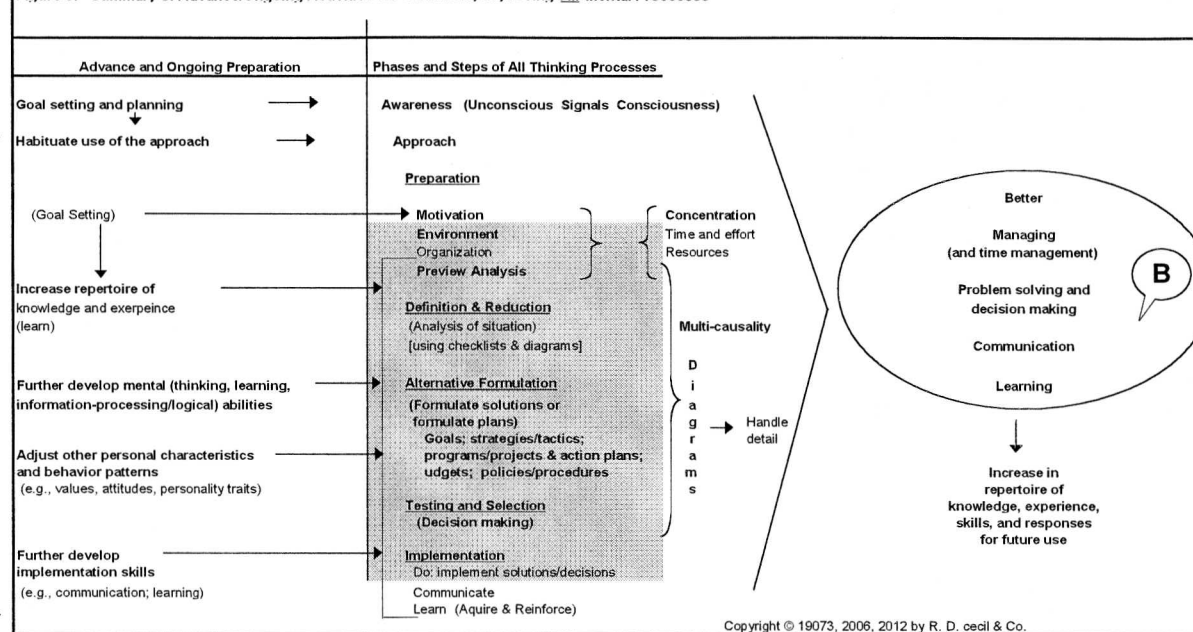 Advance and Ongoing Preparation
Goal setting and planning
Habituate use of the approach
(Goal Setting)
Increase repertoire of
knowledge and exerpeince
(learn)
Further develop mental (thinking, learning,
information-processing/logical) abilities
Adjust other personal characteristics
and behavior patterns
(e.g., values, attitudes, personality traits)
Further develop
implementation skills
(e.g., communication; learning)
Phases and Steps of All Thinking Processes
Awareness (Unconscious Signals Consciousness)
Approach
Preparation
Motivation
Environment
Organization
Preview Analysis
Concentration
Time and effort
Resources
Definition & Reduction
(Analysis of situation)
[using checklists & diagrams]
Alternative Formulation
(Formulate solutions or
formulate plans)
Goals; strategies/tactics;
programs/projects & action plans;
udgets; policies/procedures
Testing and Selection
(Decision making)
Implementation
Do: implement solutions/decisions
Communicate
Learn (Aquire & Reinforce)
Multi-causality
D
i
a
g
r
a
m
s
Handle
detail
Better
Managing
(and time management)
Problem solving and
decision making
Communication
Learning
B
Increase in
repertoire of
knowledge, experience,
skills, and responses
for future use
Copyright © 19073, 2006, 2012 by R. D. cecil & Co.